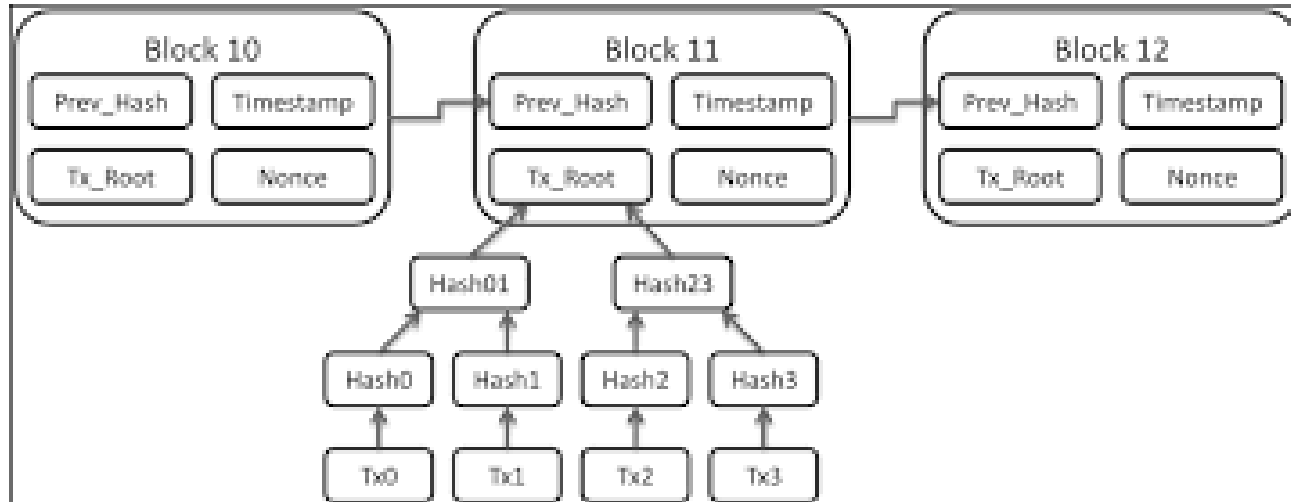 Block 10 Block 11 Block 12
Prev_Hash Timestamp Prev_Hash Timestamp Prev_Hash Timestamp
Tx_Root Nonce Tx_Root Nonce Tx_Root Nonce
Hash01 Hash23
Hash0 Hash1 Hash2 Hash3
Tx0 Tx1 Tx2 Tx3